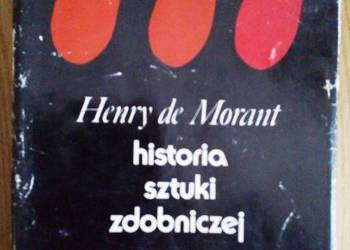 Henry de Morant
historia
sztuki
zdobniczej